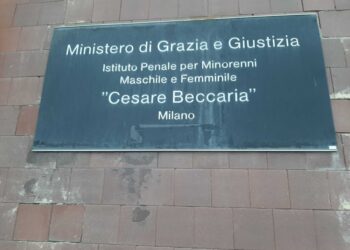 Ministero di Grazia e Giustizia
Istituto Penale per Minorenni
Maschile e Femminile
"Cesare Beccaria"
Milano